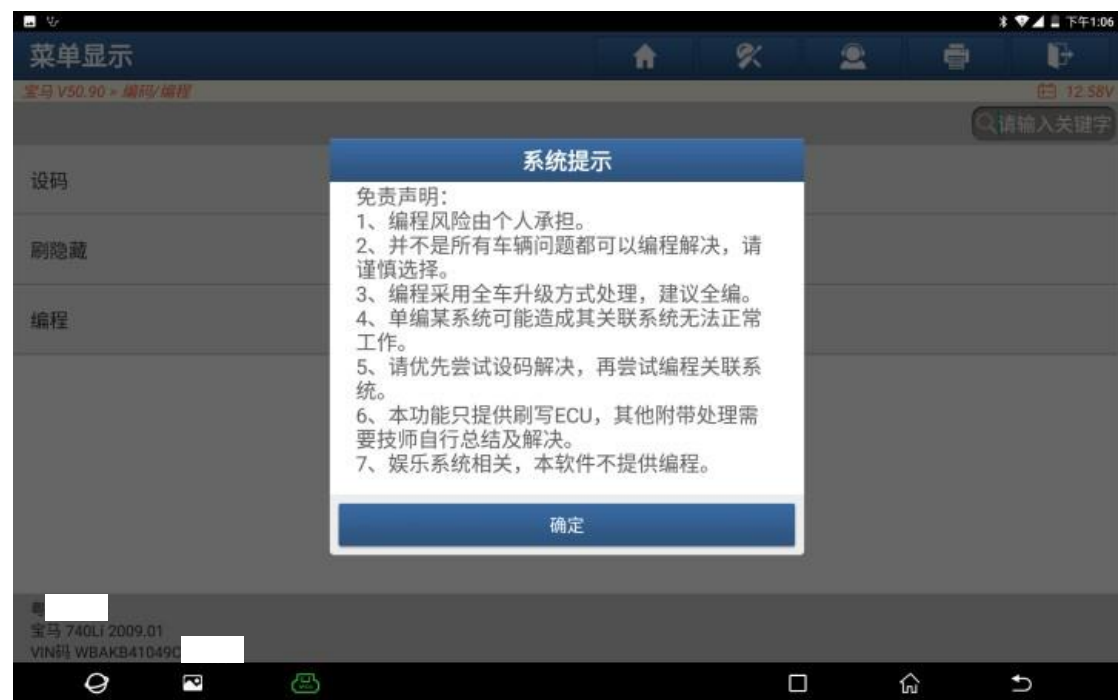 下午1:06
菜单显示
宝马 V50.90 » 编码/编程
12.58V
请输入关键字
设码
刷隐藏
编程
系统提示
免责声明：
1、编程风险由个人承担。
2、并不是所有车辆问题都可以编程解决，请
谨慎选择。
3、编程采用全车升级方式处理，建议全编。
4、单编某系统可能造成其关联系统无法正常
工作。
5、请优先尝试设码解决，再尝试编程关联系
统。
6、本功能只提供刷写ECU，其他附带处理需
要技师自行总结及解决。
7、娱乐系统相关，本软件不提供编程。
确定
宝马 740Li 2009.01
VIN码 WBAKB41049C